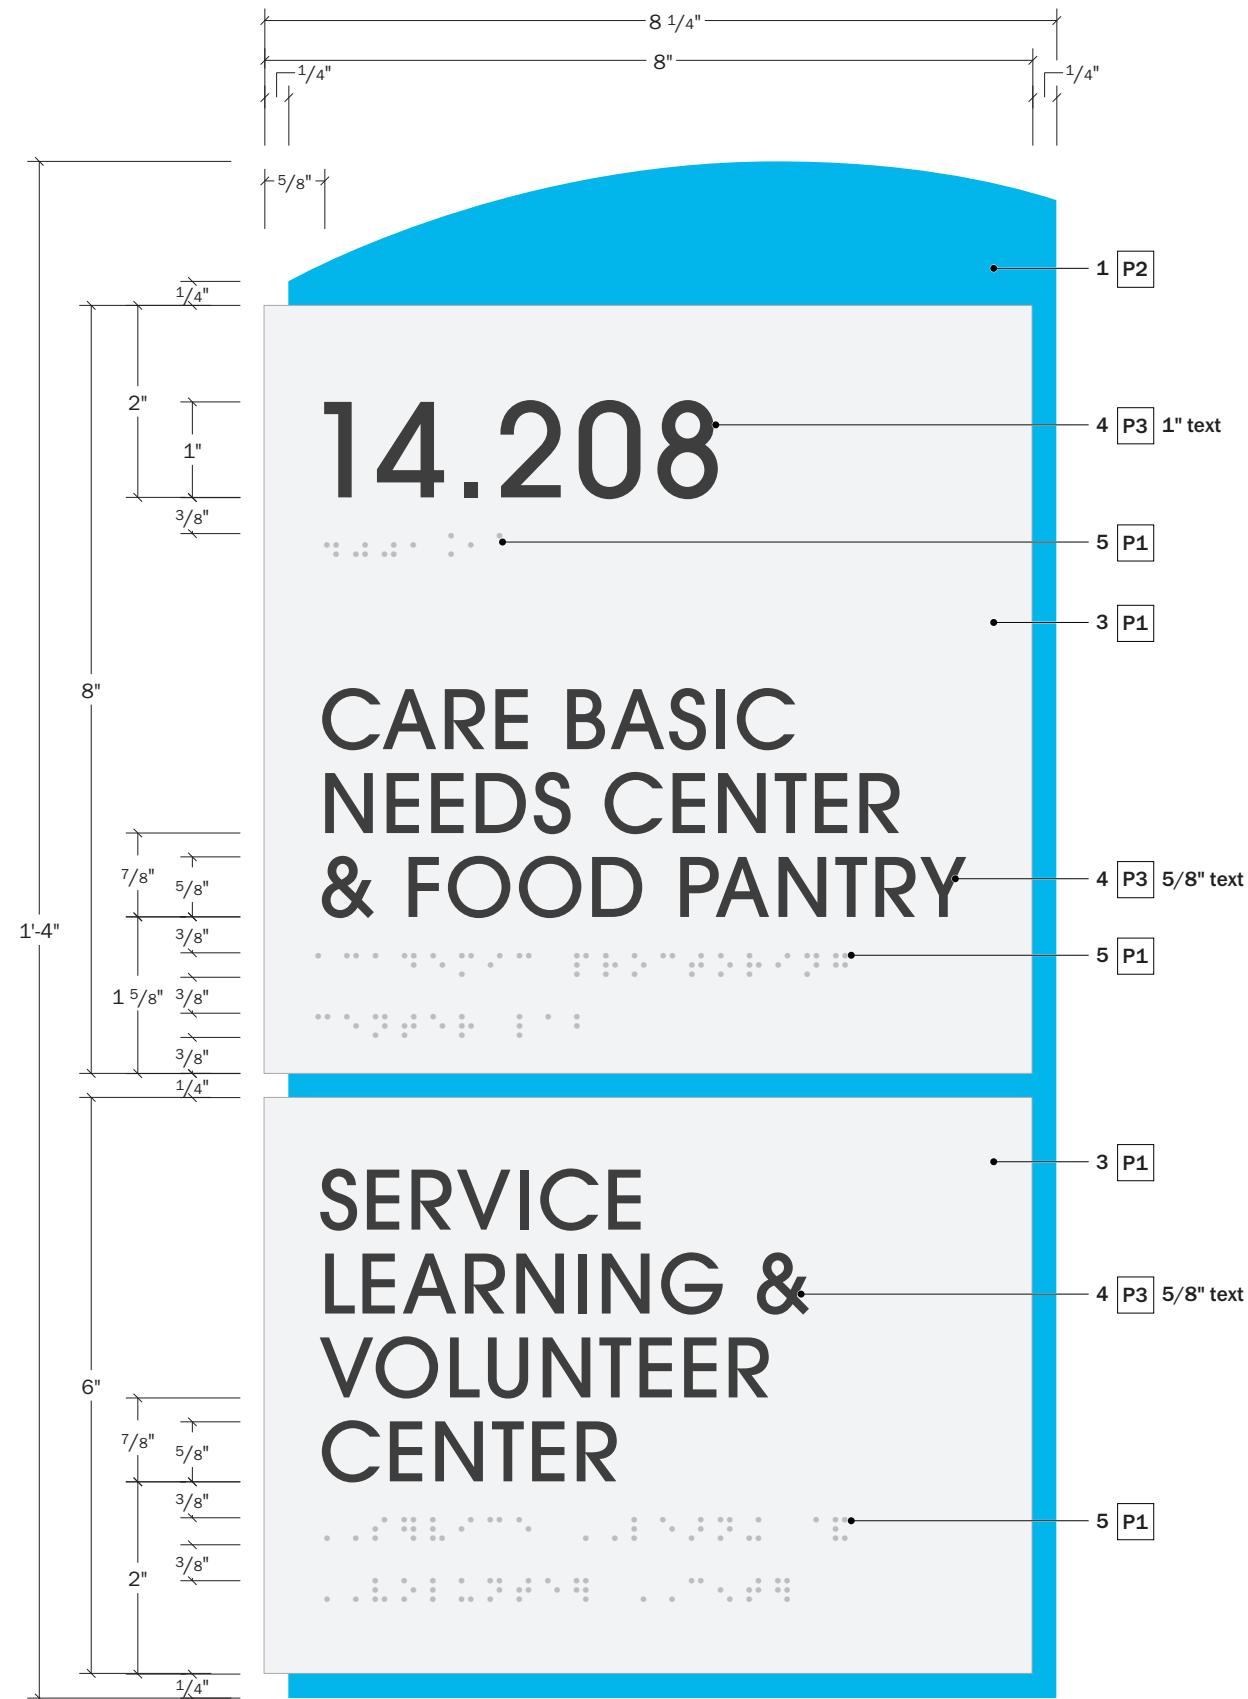 8 1/4"
8"
1/4"
1/4"
5/8"
1 P2
1/4"
2"
14.208
4 P3 1" text
1"
3/8"
5 P1
3 P1
8"
CARE BASIC
NEEDS CENTER
& FOOD PANTRY
7/8"
5/8"
4 P3 5/8" text
1'-4"
3/8"
5 P1
1 5/8"
3/8"
3/8"
1/4"
3 P1
SERVICE
LEARNING &
VOLUNTEER
CENTER
4 P3 5/8" text
6"
7/8"
5/8"
3/8"
5 P1
3/8"
2"
1/4"